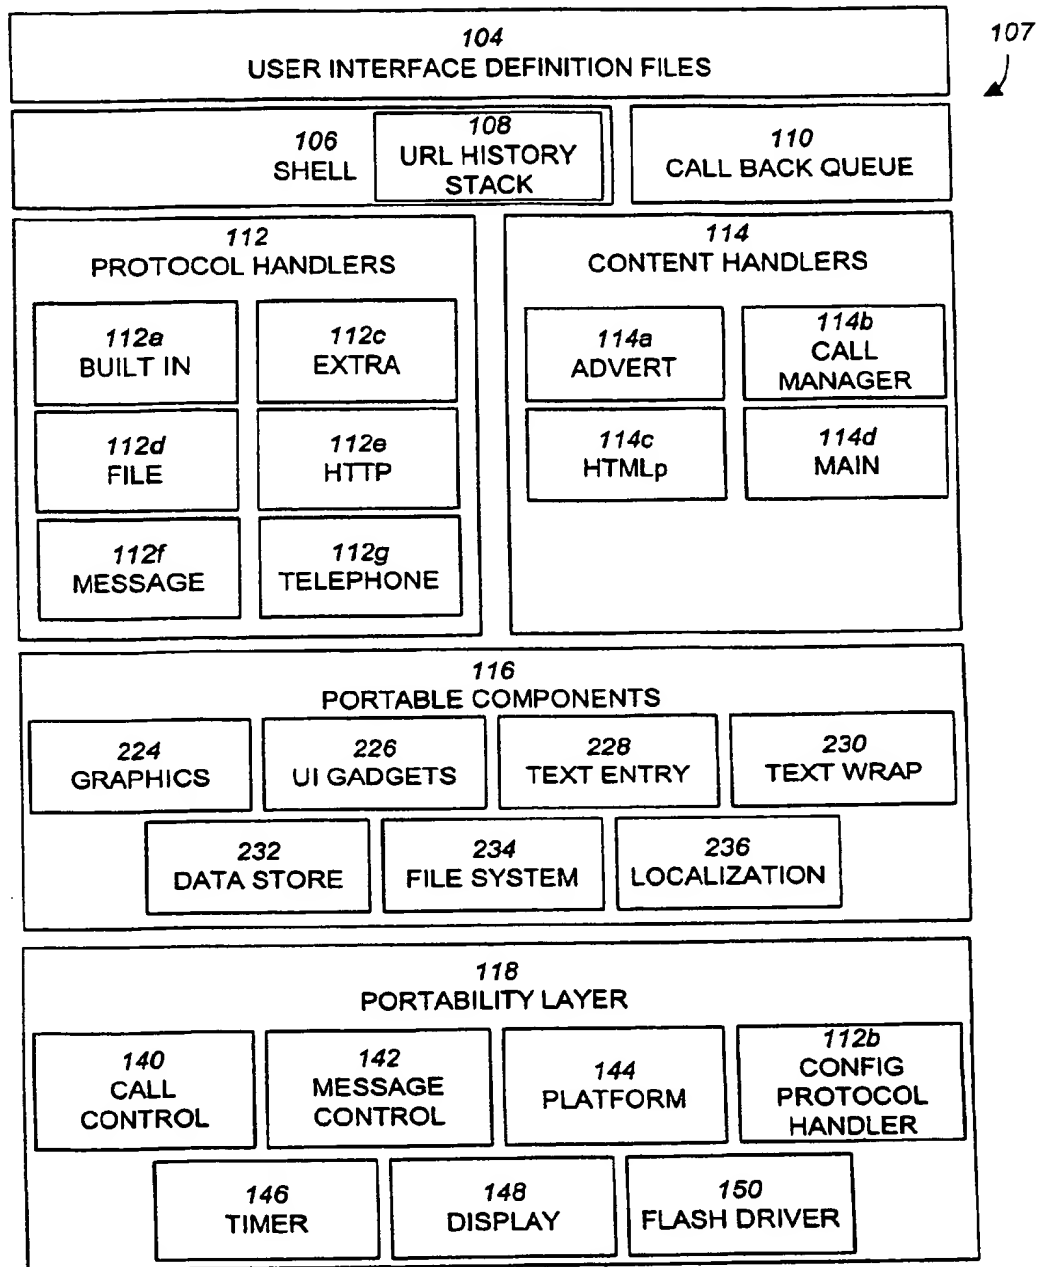 107
104
USER INTERFACE DEFINITION FILES
106
SHELL
108
URL HISTORY
STACK
110
CALL BACK QUEUE
112
PROTOCOL HANDLERS
112a
BUILT IN
112c
EXTRA
112d
FILE
112e
HTTP
112f
MESSAGE
112g
TELEPHONE
114
CONTENT HANDLERS
114a
ADVERT
114b
CALL
MANAGER
114c
HTMLp
114d
MAIN
116
PORTABLE COMPONENTS
224
GRAPHICS
226
UI GADGETS
228
TEXT ENTRY
230
TEXT WRAP
232
DATA STORE
234
FILE SYSTEM
236
LOCALIZATION
118
PORTABILITY LAYER
140
CALL
CONTROL
142
MESSAGE
CONTROL
144
PLATFORM
112b
CONFIG
PROTOCOL
HANDLER
146
TIMER
148
DISPLAY
150
FLASH DRIVER